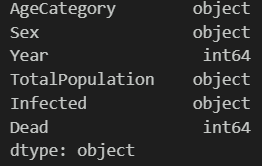 AgeCategory object
Sex object
Year int64
TotalPopulation object
Infected object
Dead int64
dtype: object